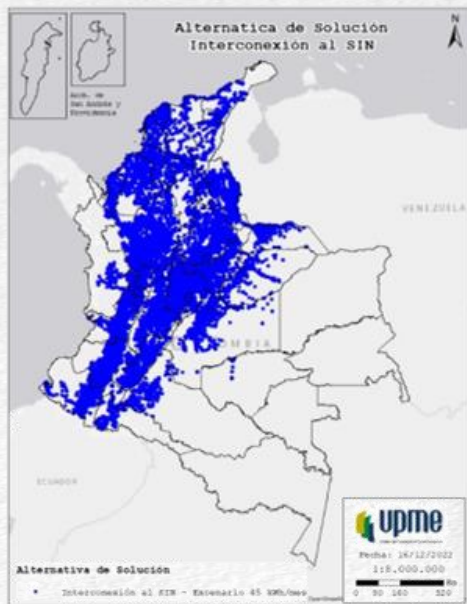 Alternatica de Solución
Interconexión al SIN
N
Arch. de
San Andrés y
Providencia
VENEZUELA
COLOMBIA
ECUADOR
upme
Fecha: 16/12/2022
1:8.000.000
0 80 160 320
Km
Alternativa de Solución
Interconexión al SIN - Escenario 45 kWh/mes